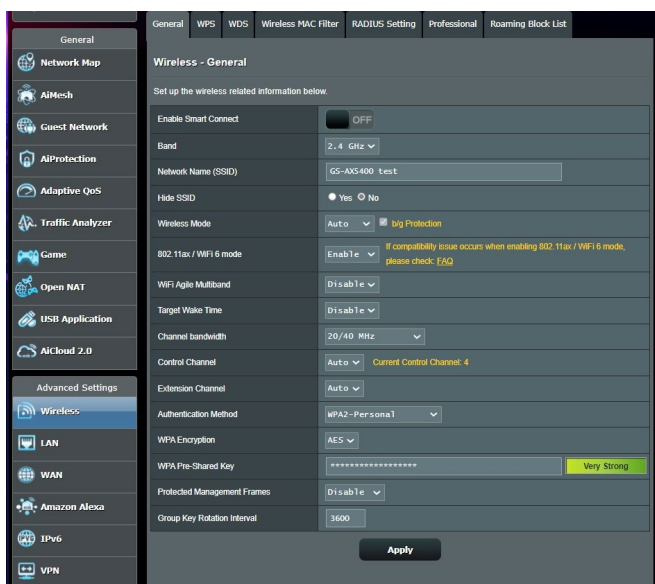 General
Network Map
AiMesh
Guest Network
AiProtection
Adaptive QoS
Traffic Analyzer
Game
Open NAT
USB Application
AiCloud 2.0
Advanced Settings
Wireless
LAN
WAN
Amazon Alexa
IPv6
VPN
General WPS WDS Wireless MAC Filter RADIUS Setting Professional Roaming Block List
Wireless - General
Set up the wireless related information below.
Enable Smart Connect OFF
Band 2.4 GHz
Network Name (SSID) GS-AX5400 test
Hide SSID Yes No
Wireless Mode Auto b/g Protection
802.11ax / WiFi 6 mode Enable If compatibility issue occurs when enabling 802.11ax / WiFi 6 mode,
please check: FAQ
WiFi Agile Multiband Disable
Target Wake Time Disable
Channel bandwidth 20/40 MHz
Control Channel Auto Current Control Channel: 4
Extension Channel Auto
Authentication Method WPA2-Personal
WPA Encryption AES
WPA Pre-Shared Key ****************** Very Strong
Protected Management Frames Disable
Group Key Rotation Interval 3600
Apply